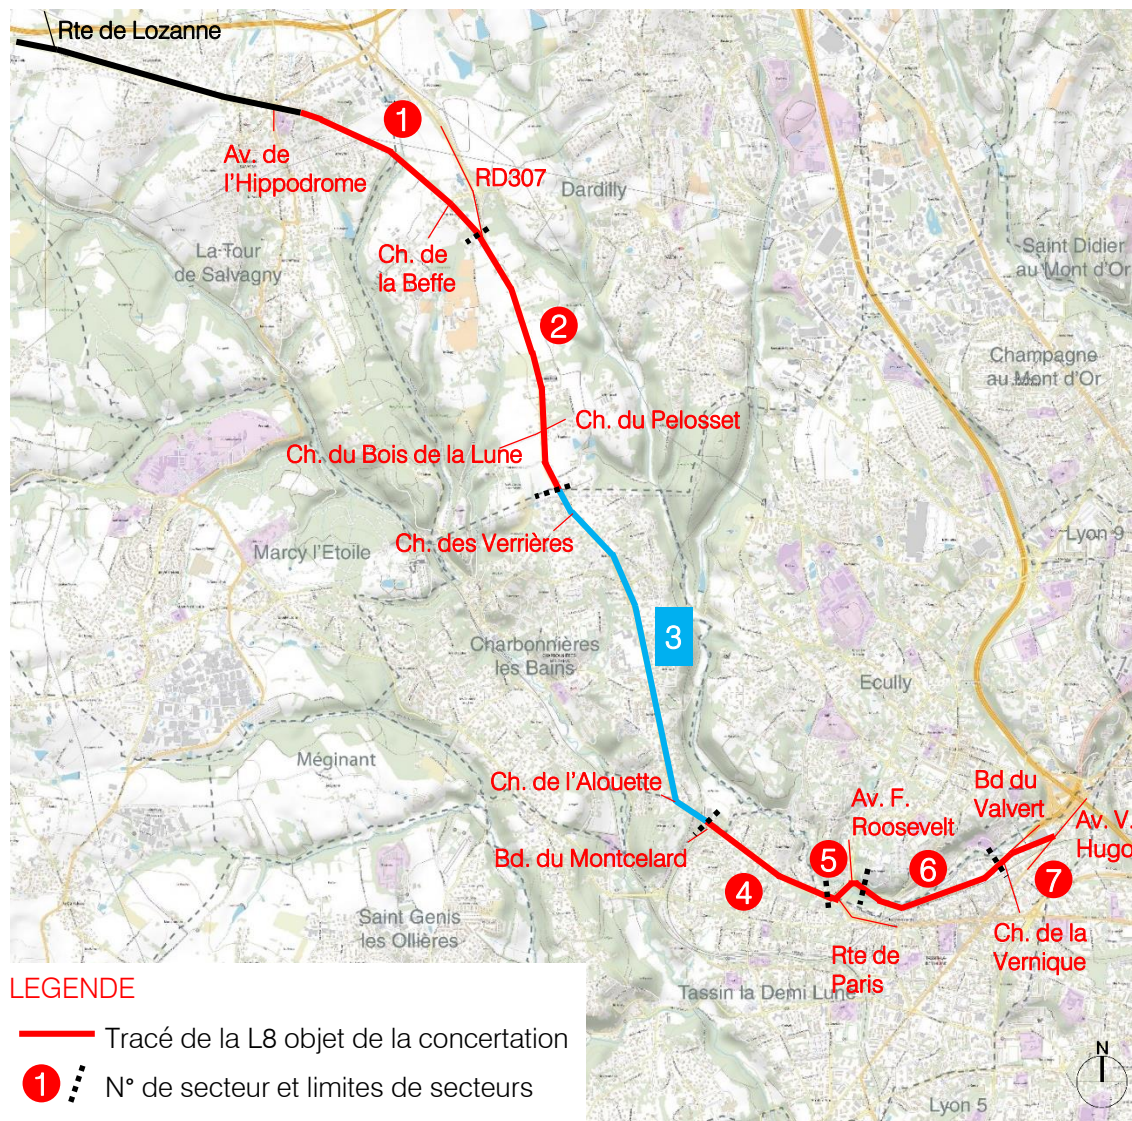 Rte de Lozanne
1
Av. de
l'Hippodrome
RD307
Dardilly
Ch. de
la Beffe
La Tour
de Salvagny
Saint Didier
au Mont d'Or
2
Champagne
au Mont d'Or
Ch. du Pelosset
Ch. du Bois de la Lune
Ch. des Verrières
Marcy l'Etoile
Lyon 9
3
Charbonnières
les Bains
Ecully
Méginant
Ch. de l'Alouette
Bd du
Valvert
Av. F.
Roosevelt
Av. V.
Hugo
Bd. du Montcelard
5
6
7
4
Saint Genis
les Ollières
Ch. de la
Vernique
Rte de
Paris
Tassin la Demi Lune
LEGENDE
Tracé de la L8 objet de la concertation
1 N° de secteur et limites de secteurs
N
Lyon 5